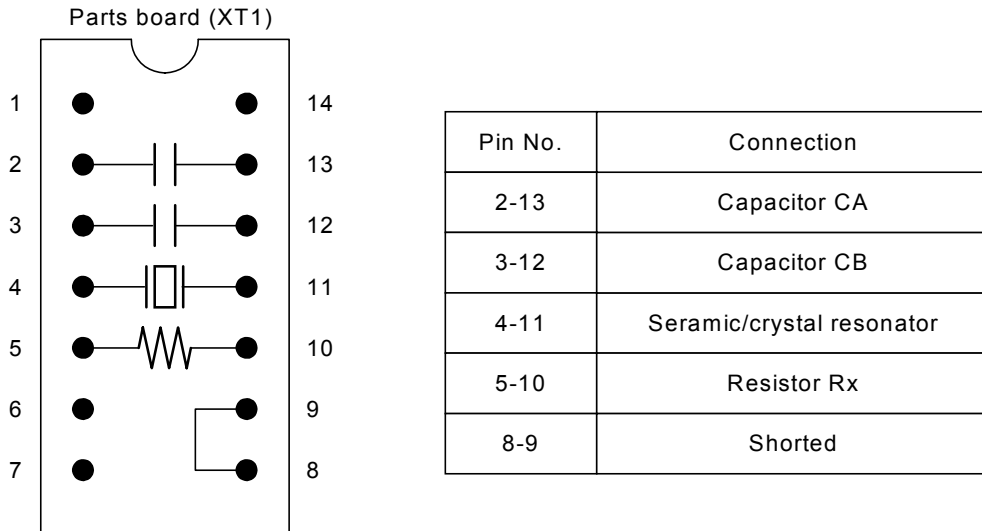 Parts board (XT1)
1 14
2 13
3 12
4 11
5 10
6 9
7 8
Pin No. Connection
2-13 Capacitor CA
3-12 Capacitor CB
4-11 Seramic/crystal resonator
5-10 Resistor Rx
8-9 Shorted